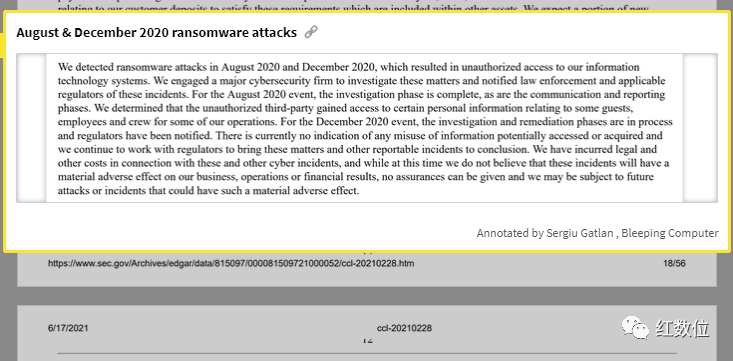 relating to our customer deposits to satisfy these requirements which are included within other assets. We expect a portion of new
August & December 2020 ransomware attacks
We detected ransomware attacks in August 2020 and December 2020, which resulted in unauthorized access to our information
technology systems. We engaged a major cybersecurity firm to investigate these matters and notified law enforcement and applicable
regulators of these incidents. For the August 2020 event, the investigation phase is complete, as are the communication and reporting
phases. We determined that the unauthorized third-party gained access to certain personal information relating to some guests,
employees and crew for some of our operations. For the December 2020 event, the investigation and remediation phases are in process
and regulators have been notified. There is currently no indication of any misuse of information potentially accessed or acquired and
we continue to work with regulators to bring these matters and other reportable incidents to conclusion. We have incurred legal and
other costs in connection with these and other cyber incidents, and while at this time we do not believe that these incidents will have a
material adverse effect on our business, operations or financial results, no assurances can be given and we may be subject to future
attacks or incidents that could have such a material adverse effect.
Annotated by Sergiu Gatlan , Bleeping Computer
https://www.sec.gov/Archives/edgar/data/815097/000081509721000052/ccl-20210228.htm 18/56
6/17/2021 ccl-20210228
红数位